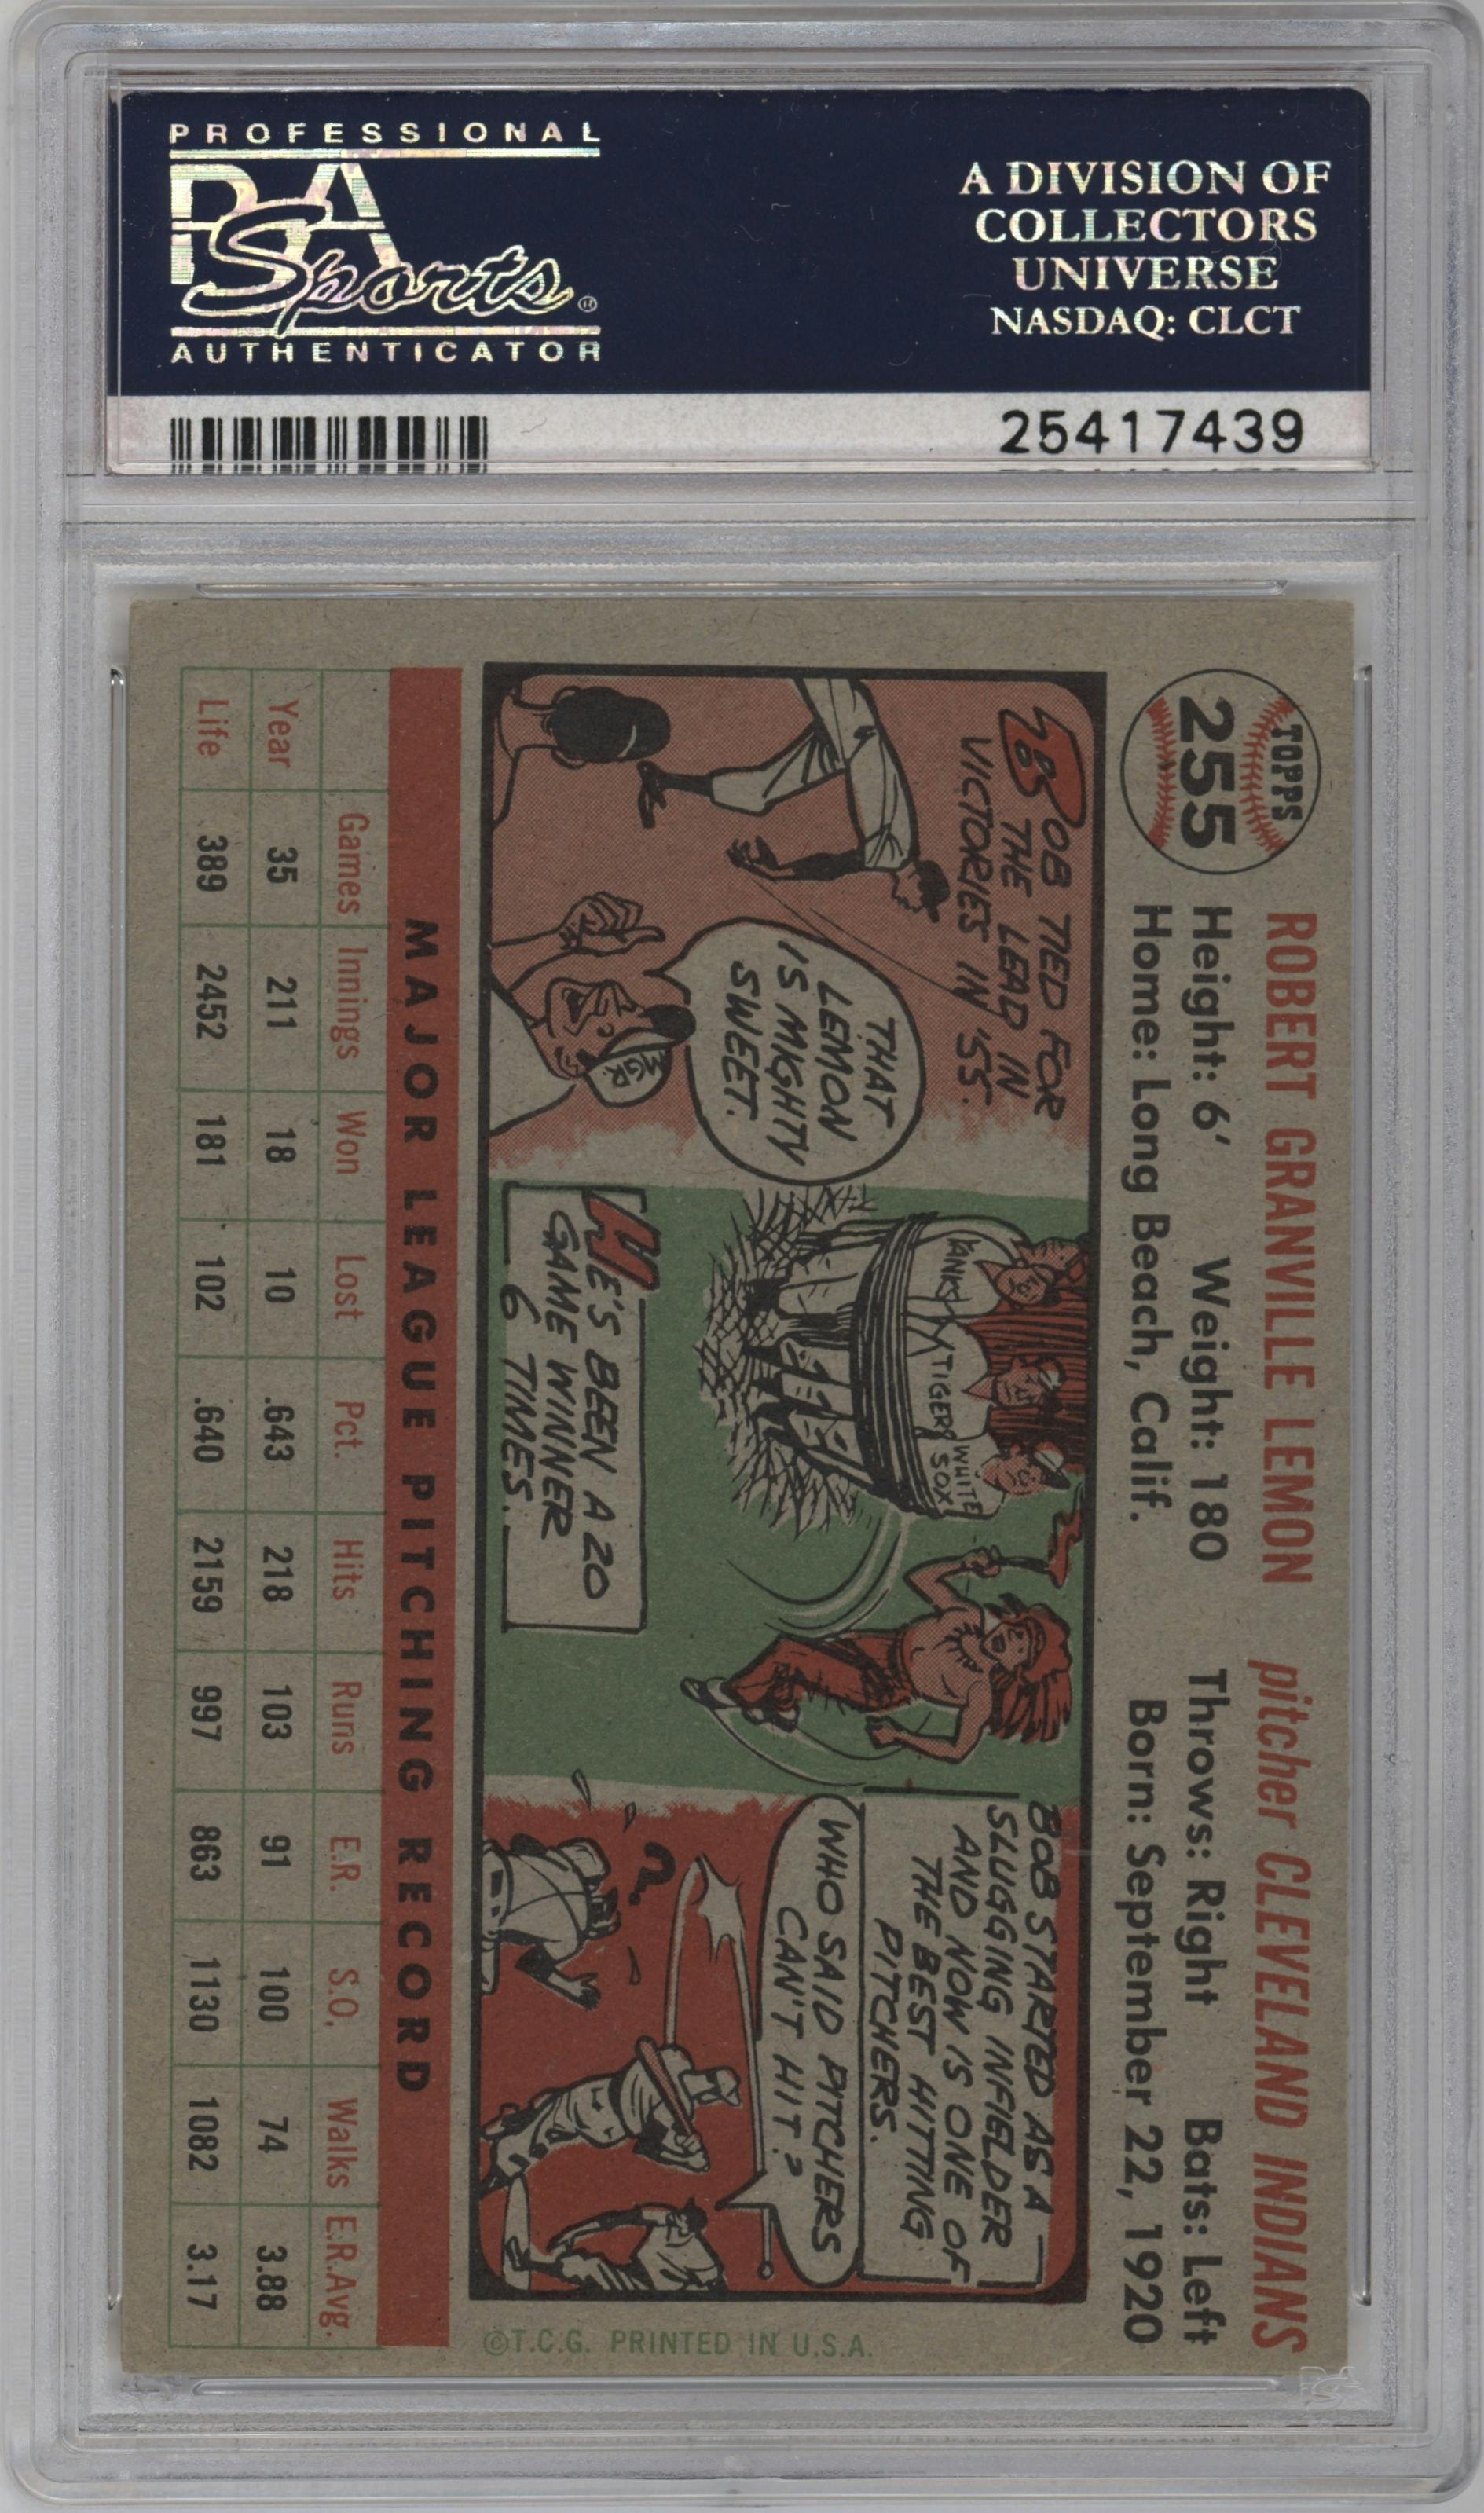 PROFESSIONAL
PSA
Sports®
AUTHENTICATOR
A DIVISION OF
COLLECTORS
UNIVERSE
NASDAQ: CLCT
25417439
TOPPS
255
ROBERT GRANVILLE LEMON pitcher CLEVELAND INDIANS
Height: 6' Weight: 180 Throws: Right Bats: Left
Home: Long Beach, Calif. Born: September 22, 1920
BOB TIED FOR
THE LEAD IN
VICTORIES IN '55.
THAT
LEMON
IS MIGHTY
SWEET.
MGR.
YANKS
TIGERS
WHITE
SOX
HE'S BEEN A 20
GAME WINNER
6 TIMES.
BOB STARTED AS A
SLUGGING INFIELDER
AND NOW IS ONE OF
THE BEST HITTING
PITCHERS.
WHO SAID PITCHERS
CAN'T HIT?
?
©T.C.G. PRINTED IN U.S.A.
MAJOR LEAGUE PITCHING RECORD
Games Innings Won Lost Pct. Hits Runs E.R. S.O. Walks E.R.Avg.
Year 35 211 18 10 .643 218 103 91 100 74 3.88
Life 389 2452 181 102 .640 2159 997 863 1130 1082 3.17